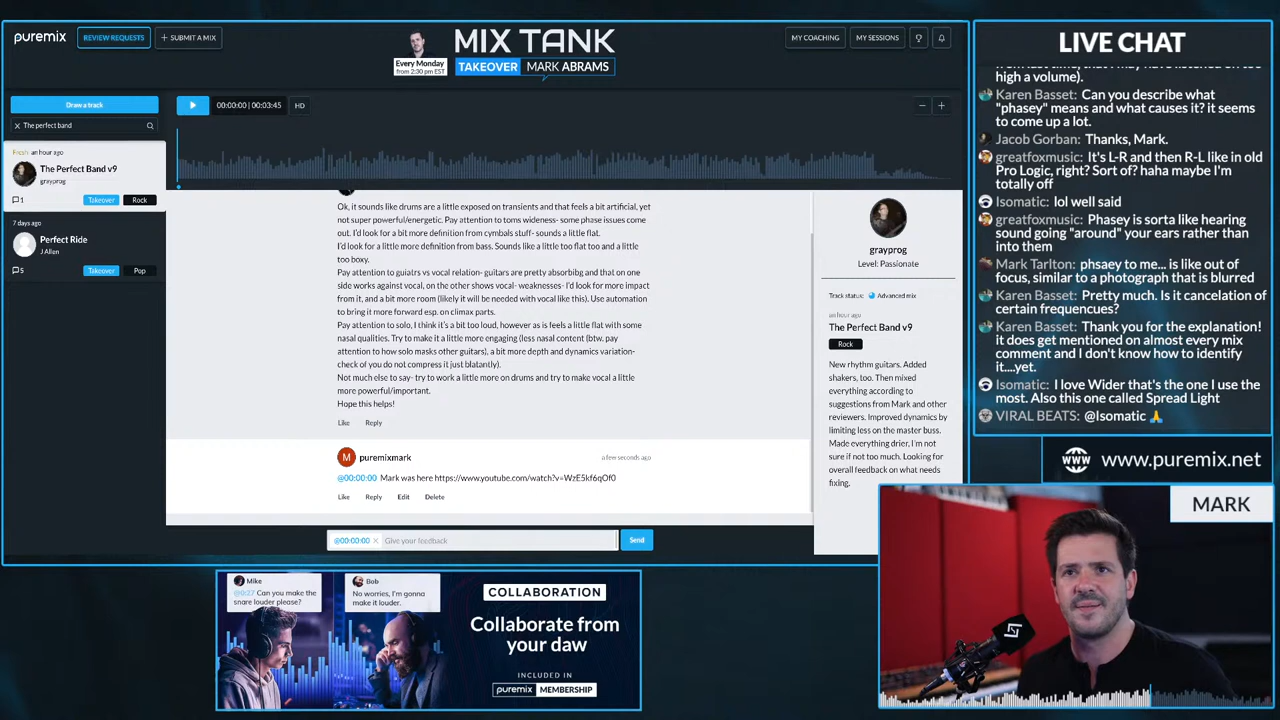 puremix
REVIEW REQUESTS
+ SUBMIT A MIX
Every Monday
from 2:30 pm EST
MIX TANK
TAKEOVER MARK ABRAMS
MY COACHING
MY SESSIONS
Draw a track
The perfect band
Fresh an hour ago
The Perfect Band v9
grayprog
1
Takeover
Rock
7 days ago
Perfect Ride
J Allen
5
Takeover
Pop
00:00:00 | 00:03:45
HD
Ok, it sounds like drums are a little exposed on transients and that feels a bit artificial, yet
not super powerful/energetic. Pay attention to toms wideness- some phase issues come
out. I'd look for a bit more definition from cymbals stuff- sounds a little flat.
I'd look for a little more definition from bass. Sounds like a little too flat too and a little
too boxy.
Pay attention to guiatrs vs vocal relation- guitars are pretty absorbibg and that on one
side works against vocal, on the other shows vocal- weaknesses- I'd look for more impact
from it, and a bit more room (likely it will be needed with vocal like this). Use automation
to bring it more forward esp. on climax parts.
Pay attention to solo, I think it's a bit too loud, however as is feels a little flat with some
nasal qualities. Try to make it a little more engaging (less nasal content (btw. pay
attention to how solo masks other guitars), a bit more depth and dynamics variation-
check of you do not compress it just blatantly).
Not much else to say- try to work a little more on drums and try to make vocal a little
more powerful/important.
Hope this helps!
Like Reply
M puremixmark
a few seconds ago
@00:00:00 Mark was here https://www.youtube.com/watch?v=WzE5kf6qOf0
Like Reply Edit Delete
@00:00:00 × Give your feedback
Send
grayprog
Level: Passionate
Track status: Advanced mix
an hour ago
The Perfect Band v9
Rock
New rhythm guitars. Added
shakers, too. Then mixed
everything according to
suggestions from Mark and other
reviewers. Improved dynamics by
limiting less on the master buss.
Made everything drier, I'm not
sure if not too much. Looking for
overall feedback on what needs
fixing.
LIVE CHAT
high a volume).
Karen Basset: Can you describe what
"phasey" means and what causes it? it seems
to come up a lot.
Jacob Gorban: Thanks, Mark.
greatfoxmusic: It's L-R and then R-L like in old
Pro Logic, right? Sort of? haha maybe I'm
totally off
Isomatic: lol well said
greatfoxmusic: Phasey is sorta like hearing
sound going "around" your ears rather than
into them
Mark Tarlton: phsaey to me... is like out of
focus, similar to a photograph that is blurred
Karen Basset: Pretty much. Is it cancelation of
certain frequencues?
Karen Basset: Thank you for the explanation!
it does get mentioned on almost every mix
comment and I don't know how to identify
it....yet.
Isomatic: I love Wider that's the one I use the
most. Also this one called Spread Light
VIRAL BEATS: @Isomatic 🙏
www www.puremix.net
MARK
Mike
@0:27 Can you make the
snare louder please?
Bob
No worries, I'm gonna
make it louder.
COLLABORATION
Collaborate from
your daw
INCLUDED IN
puremix MEMBERSHIP